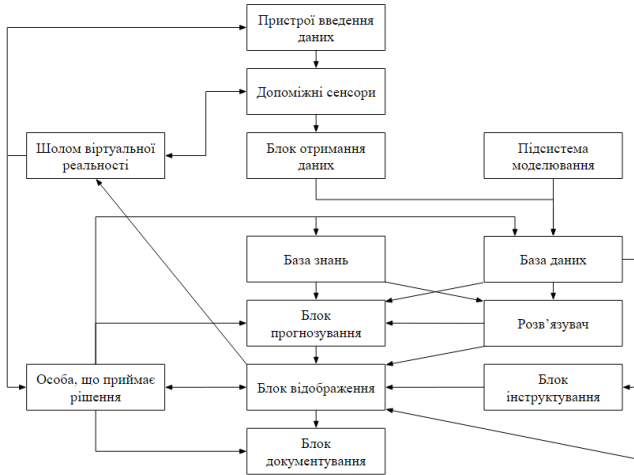 Пристрої введення
даних
Допоміжні сенсори
Шолом віртуальної
реальності
Блок отримання
даних
Підсистема
моделювання
База знань
База даних
Блок
прогнозування
Розв’язувач
Особа, що приймає
рішення
Блок відображення
Блок
інструктування
Блок
документування